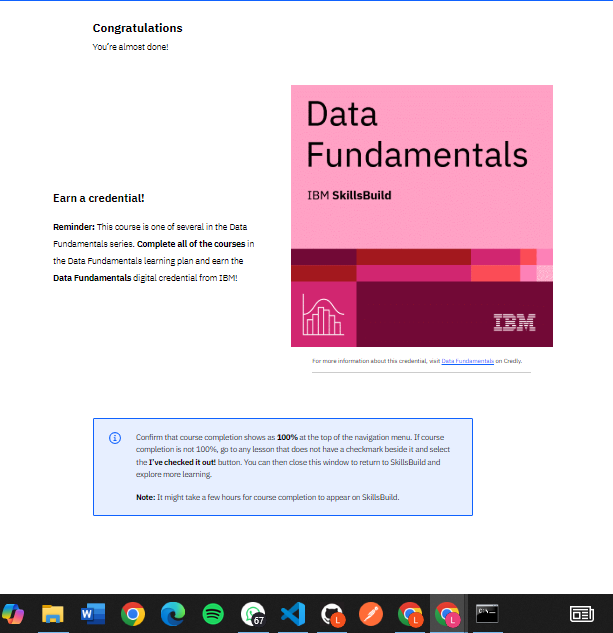 Congratulations
You're almost done!
Data
Fundamentals
IBM SkillsBuild
Earn a credential!
Reminder: This course is one of several in the Data
Fundamentals series. Complete all of the courses in
the Data Fundamentals learning plan and earn the
Data Fundamentals digital credential from IBM!
IBM
For more information about this credential, visit Data Fundamentals on Credly.
Confirm that course completion shows as 100% at the top of the navigation menu. If course
completion is not 100%, go to any lesson that does not have a checkmark beside it and select
the I've checked it out! button. You can then close this window to return to SkillsBuild and
explore more learning.
Note: It might take a few hours for course completion to appear on SkillsBuild.
W
67
L
L
L